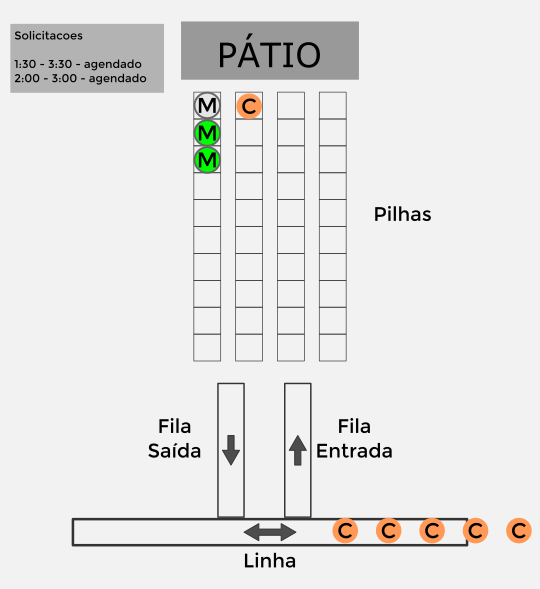 Solicitacoes
1:30 - 3:30 - agendado
2:00 - 3:00 - agendado
PÁTIO
M C
M
M
Pilhas
Fila
Saída
Fila
Entrada
C C C C C
Linha